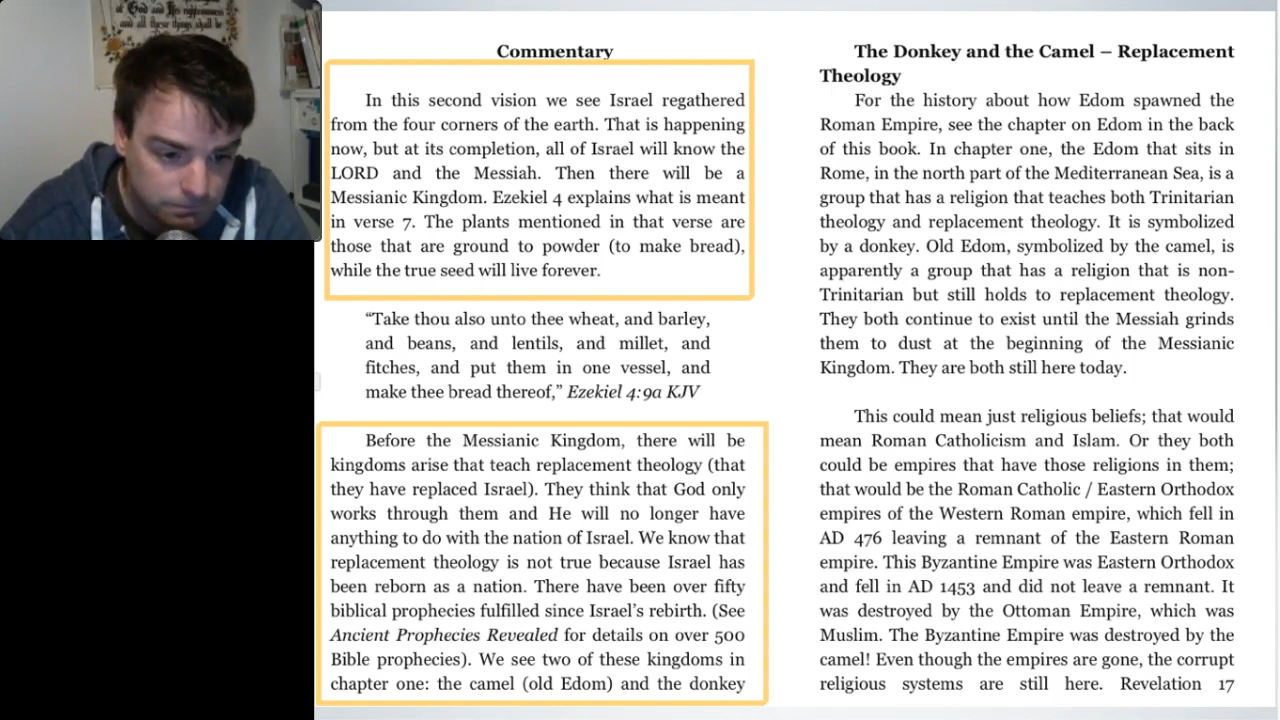 of God and His righteousness
and all these things shall be
Commentary
In this second vision we see Israel regathered
from the four corners of the earth. That is happening
now, but at its completion, all of Israel will know the
LORD and the Messiah. Then there will be a
Messianic Kingdom. Ezekiel 4 explains what is meant
in verse 7. The plants mentioned in that verse are
those that are ground to powder (to make bread),
while the true seed will live forever.
“Take thou also unto thee wheat, and barley,
and beans, and lentils, and millet, and
fitches, and put them in one vessel, and
make thee bread thereof,” Ezekiel 4:9a KJV
Before the Messianic Kingdom, there will be
kingdoms arise that teach replacement theology (that
they have replaced Israel). They think that God only
works through them and He will no longer have
anything to do with the nation of Israel. We know that
replacement theology is not true because Israel has
been reborn as a nation. There have been over fifty
biblical prophecies fulfilled since Israel’s rebirth. (See
Ancient Prophecies Revealed for details on over 500
Bible prophecies). We see two of these kingdoms in
chapter one: the camel (old Edom) and the donkey
The Donkey and the Camel – Replacement
Theology
For the history about how Edom spawned the
Roman Empire, see the chapter on Edom in the back
of this book. In chapter one, the Edom that sits in
Rome, in the north part of the Mediterranean Sea, is a
group that has a religion that teaches both Trinitarian
theology and replacement theology. It is symbolized
by a donkey. Old Edom, symbolized by the camel, is
apparently a group that has a religion that is non-
Trinitarian but still holds to replacement theology.
They both continue to exist until the Messiah grinds
them to dust at the beginning of the Messianic
Kingdom. They are both still here today.
This could mean just religious beliefs; that would
mean Roman Catholicism and Islam. Or they both
could be empires that have those religions in them;
that would be the Roman Catholic / Eastern Orthodox
empires of the Western Roman empire, which fell in
AD 476 leaving a remnant of the Eastern Roman
empire. This Byzantine Empire was Eastern Orthodox
and fell in AD 1453 and did not leave a remnant. It
was destroyed by the Ottoman Empire, which was
Muslim. The Byzantine Empire was destroyed by the
camel! Even though the empires are gone, the corrupt
religious systems are still here. Revelation 17